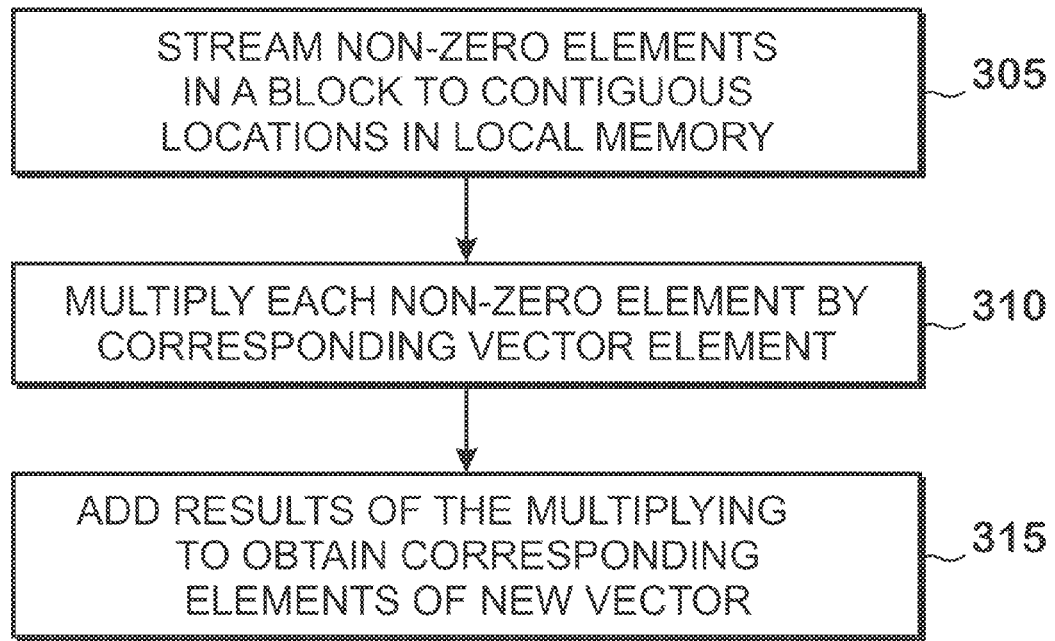 STREAM NON-ZERO ELEMENTS
IN A BLOCK TO CONTIGUOUS
LOCATIONS IN LOCAL MEMORY
305
MULTIPLY EACH NON-ZERO ELEMENT BY
CORRESPONDING VECTOR ELEMENT
310
ADD RESULTS OF THE MULTIPLYING
TO OBTAIN CORRESPONDING
ELEMENTS OF NEW VECTOR
315